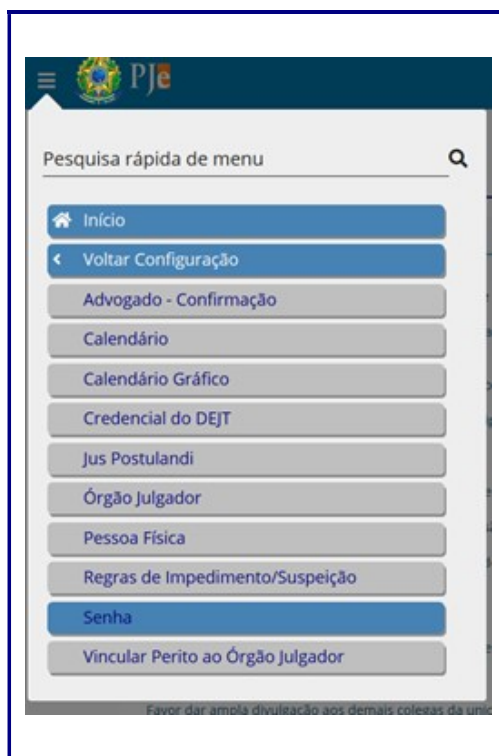 PJe
Pesquisa rápida de menu
Início
Voltar Configuração
Advogado - Confirmação
Calendário
Calendário Gráfico
Credencial do DEJT
Jus Postulandi
Órgão Julgador
Pessoa Física
Regras de Impedimento/Suspeição
Senha
Vincular Perito ao Órgão Julgador
Favor dar ampla divulgação aos demais colegas da